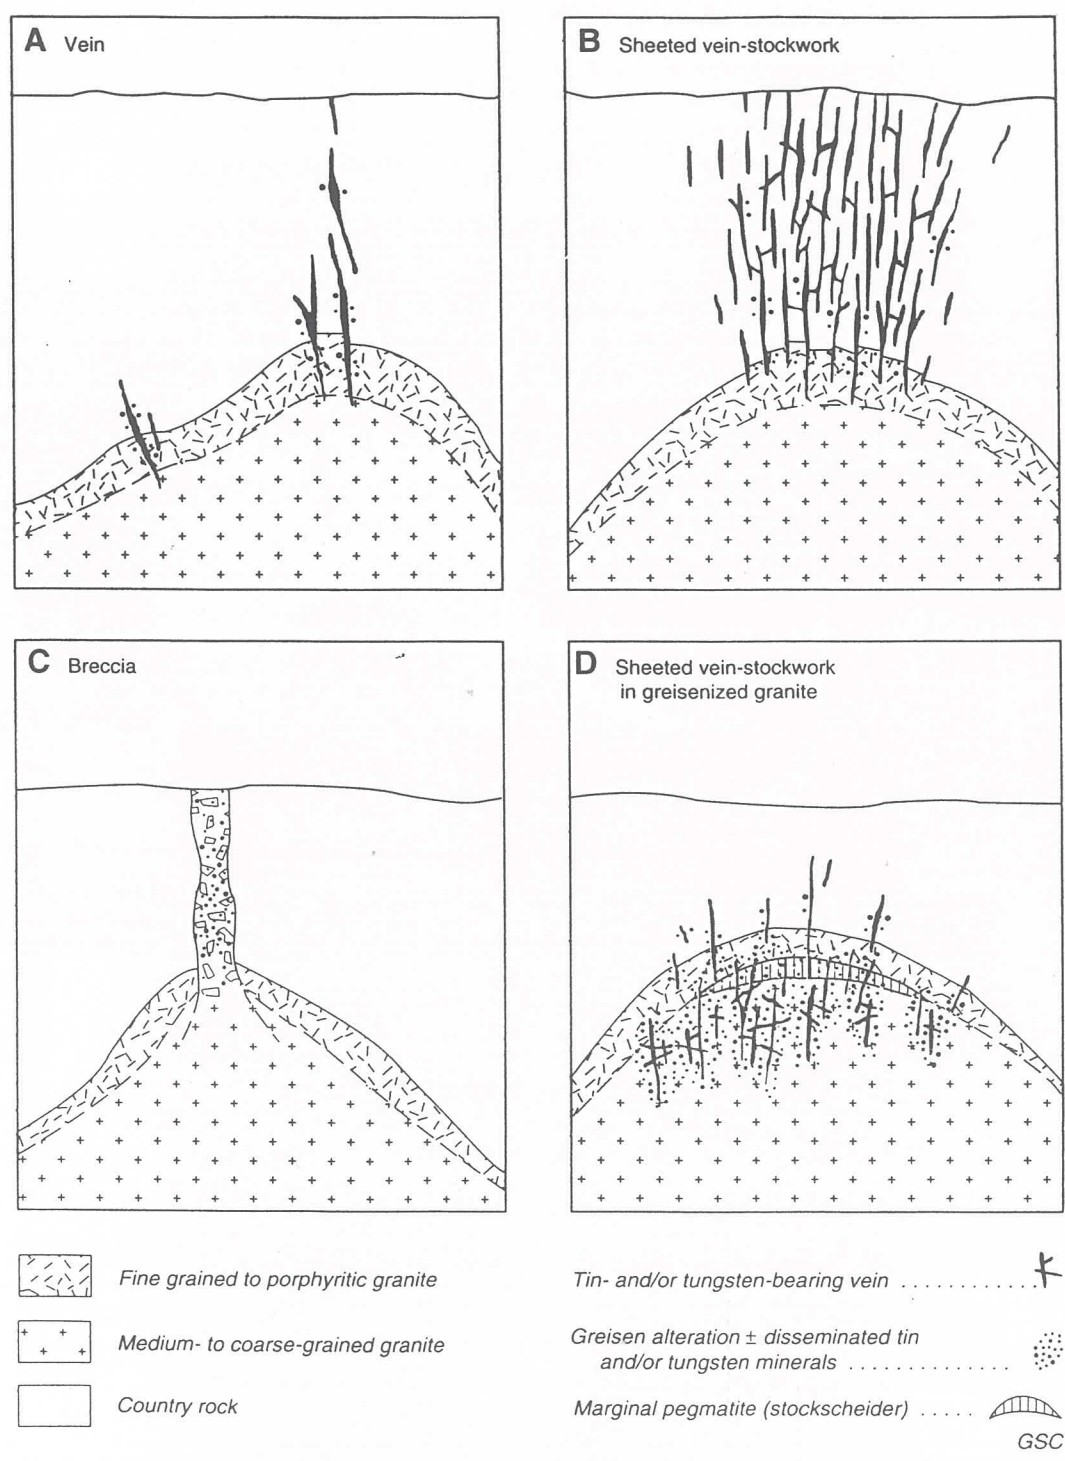 A Vein
B Sheeted vein-stockwork
C Breccia
D Sheeted vein-stockwork
in greisenized granite
Fine grained to porphyritic granite
Medium- to coarse-grained granite
Country rock
Tin- and/or tungsten-bearing vein . . . . . . . . . . . . .
Greisen alteration ± disseminated tin
and/or tungsten minerals . . . . . . . . . . . . . .
Marginal pegmatite (stockscheider) . . . . .
GSC